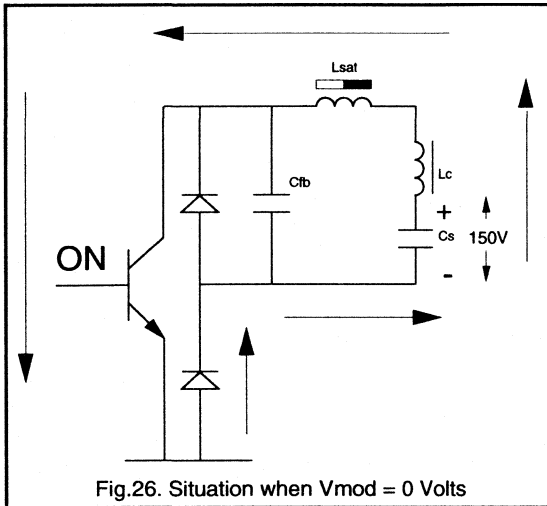 Lsat
Cfb
Lc
+
Cs
150V
-
ON
Fig.26. Situation when Vmod = 0 Volts